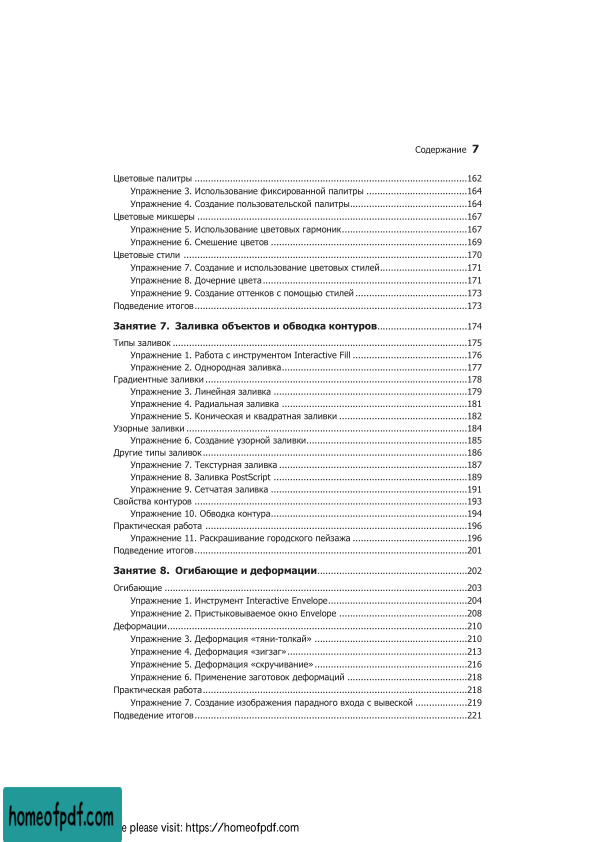 Содержание 7
Цветовые палитры ...162
Упражнение 3. Использование фиксированной палитры ...164
Упражнение 4. Создание пользовательской палитры...164
Цветовые микшеры ...167
Упражнение 5. Использование цветовых гармоник...167
Упражнение 6. Смешение цветов ...169
Цветовые стили ...170
Упражнение 7. Создание и использование цветовых стилей...171
Упражнение 8. Дочерние цвета...171
Упражнение 9. Создание оттенков с помощью стилей ...173
Подведение итогов...173
Занятие 7. Заливка объектов и обводка контуров...174
Типы заливок ...175
Упражнение 1. Работа с инструментом Interactive Fill ...176
Упражнение 2. Однородная заливка...177
Градиентные заливки ...178
Упражнение 3. Линейная заливка ...179
Упражнение 4. Радиальная заливка ...181
Упражнение 5. Коническая и квадратная заливки ...182
Узорные заливки ...184
Упражнение 6. Создание узорной заливки...185
Другие типы заливок...186
Упражнение 7. Текстурная заливка ...187
Упражнение 8. Заливка PostScript ...189
Упражнение 9. Сетчатая заливка ...191
Свойства контуров ...193
Упражнение 10. Обводка контура...194
Практическая работа ...196
Упражнение 11. Раскрашивание городского пейзажа ...196
Подведение итогов...201
Занятие 8. Огибающие и деформации...202
Огибающие ...203
Упражнение 1. Инструмент Interactive Envelope...204
Упражнение 2. Пристыковываемое окно Envelope ...208
Деформации...210
Упражнение 3. Деформация «тяни-толкай» ...210
Упражнение 4. Деформация «зигзаг»...213
Упражнение 5. Деформация «скручивание»...216
Упражнение 6. Применение заготовок деформаций ...218
Практическая работа...218
Упражнение 7. Создание изображения парадного входа с вывеской ...219
Подведение итогов...221
homeofpdf.com
e please visit: https://homeofpdf.com